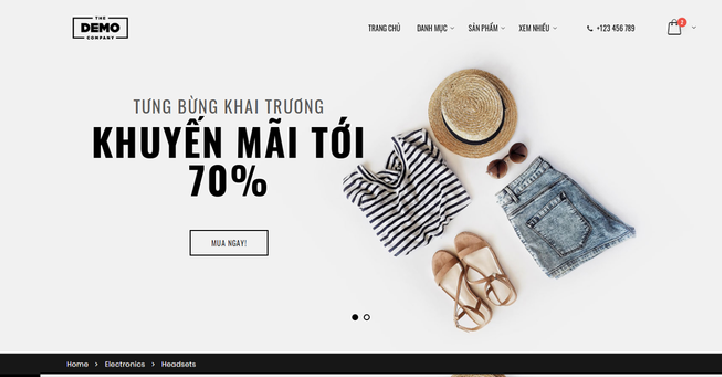 THE
DEMO
COMPANY
TRANG CHỦ DANH MỤC SẢN PHẨM XEM NHIỀU +123 456 789 2
TƯNG BỪNG KHAI TRƯƠNG
KHUYẾN MÃI TỚI
70%
MUA NGAY!
Home > Electronics > Headsets